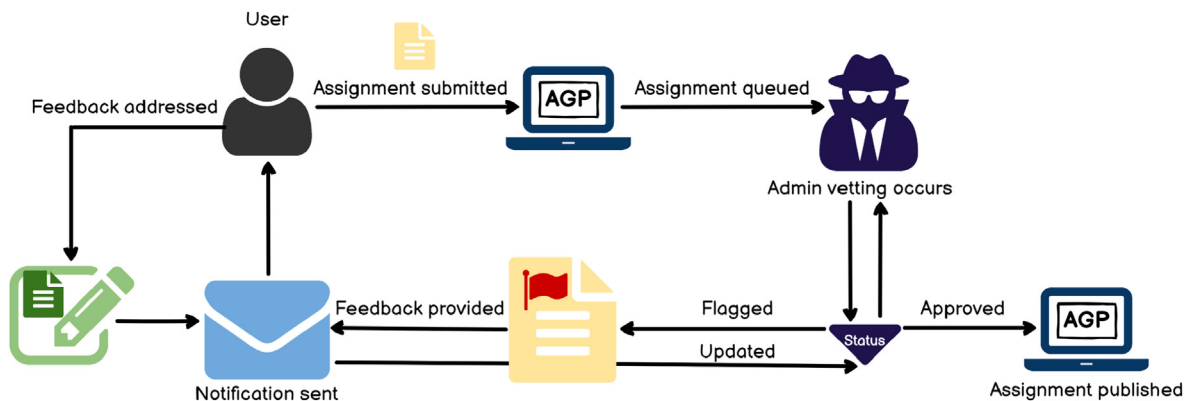 User
Assignment submitted
AGP
Assignment queued
Feedback addressed
Admin vetting occurs
Feedback provided
Flagged
Status
Approved
AGP
Updated
Notification sent
Assignment published